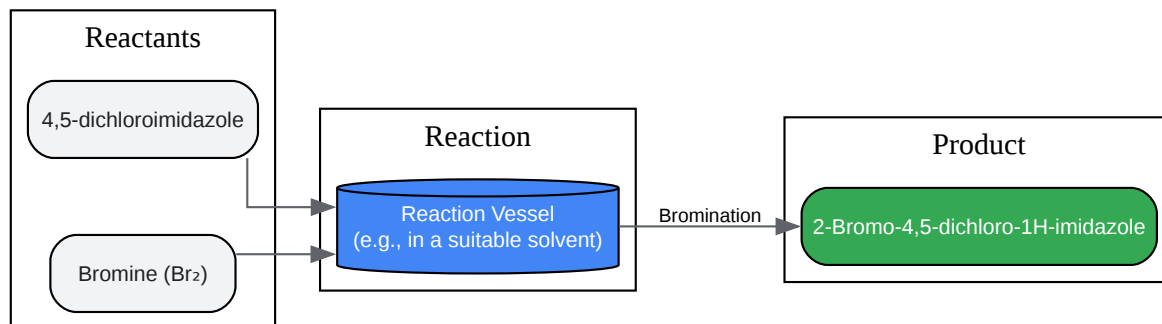 Reactants
4,5-dichloroimidazole
Bromine (Br₂)
Reaction
Reaction Vessel
(e.g., in a suitable solvent)
Bromination
Product
2-Bromo-4,5-dichloro-1H-imidazole